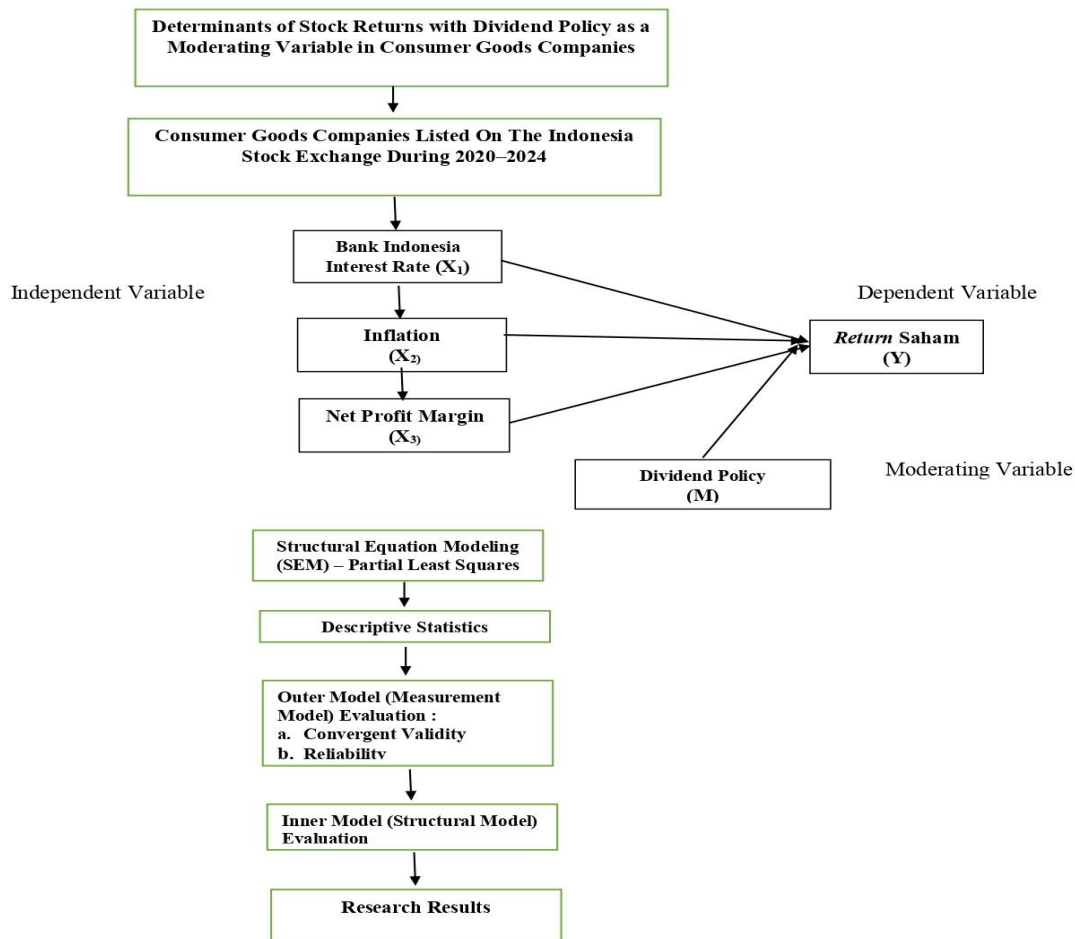 Determinants of Stock Returns with Dividend Policy as a
Moderating Variable in Consumer Goods Companies
Consumer Goods Companies Listed On The Indonesia
Stock Exchange During 2020–2024
Bank Indonesia
Interest Rate (X₁)
Independent Variable
Dependent Variable
Inflation
(X₂)
Return Saham
(Y)
Net Profit Margin
(X₃)
Dividend Policy
(M)
Moderating Variable
Structural Equation Modeling
(SEM) – Partial Least Squares
Descriptive Statistics
Outer Model (Measurement
Model) Evaluation :
a. Convergent Validity
b. Reliability
Inner Model (Structural Model)
Evaluation
Research Results